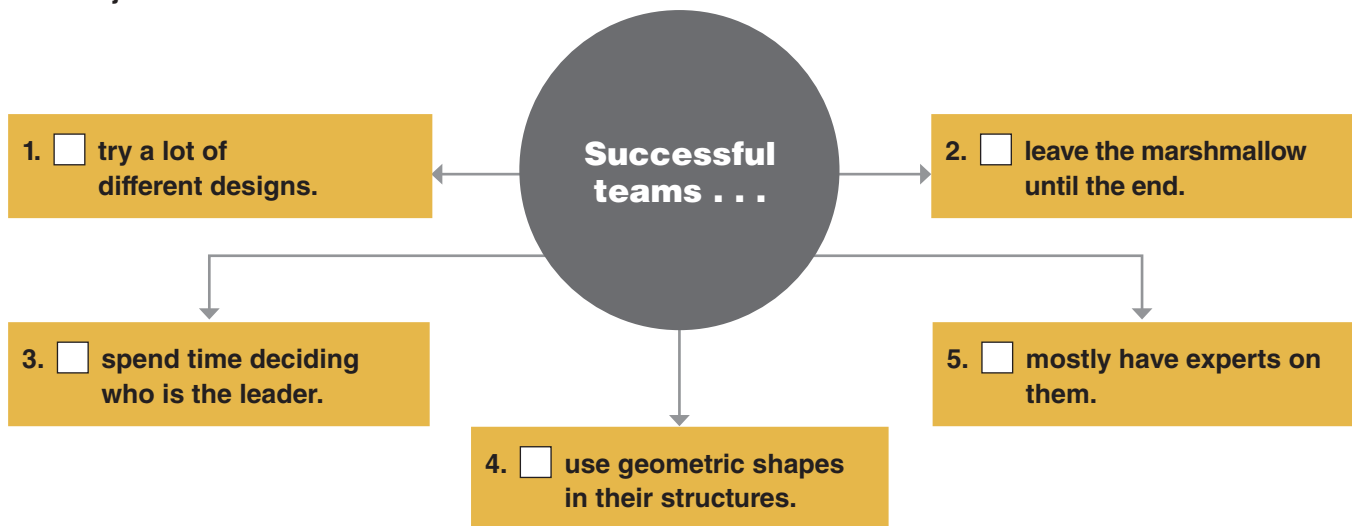 Successful
teams . . .
1. try a lot of
different designs.
2. leave the marshmallow
until the end.
3. spend time deciding
who is the leader.
4. use geometric shapes
in their structures.
5. mostly have experts on
them.